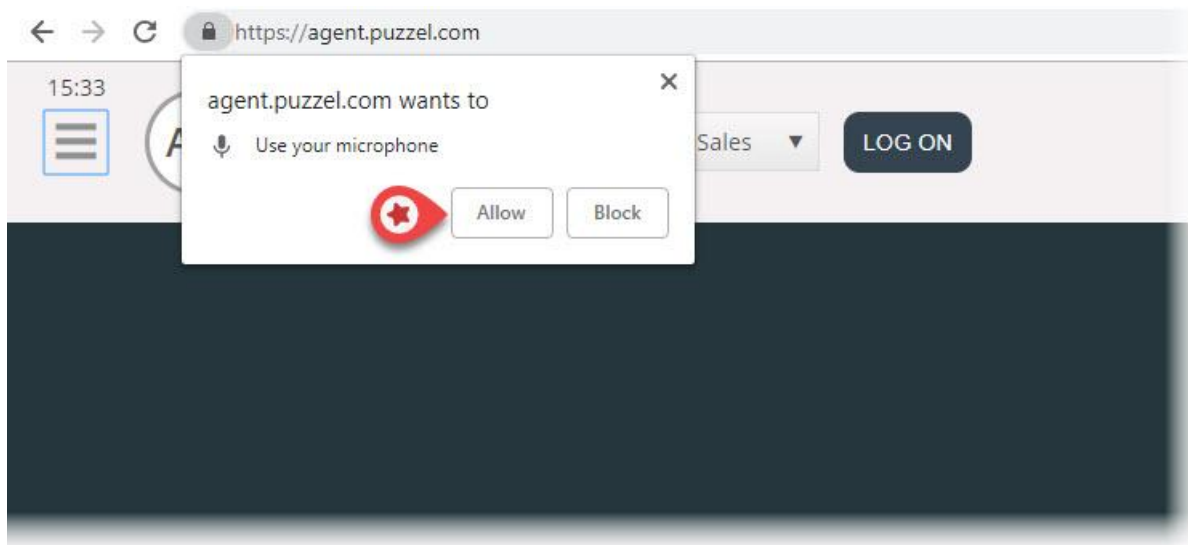 https://agent.puzzel.com
15:33
agent.puzzel.com wants to
Use your microphone
Allow
Block
A
Sales
LOG ON